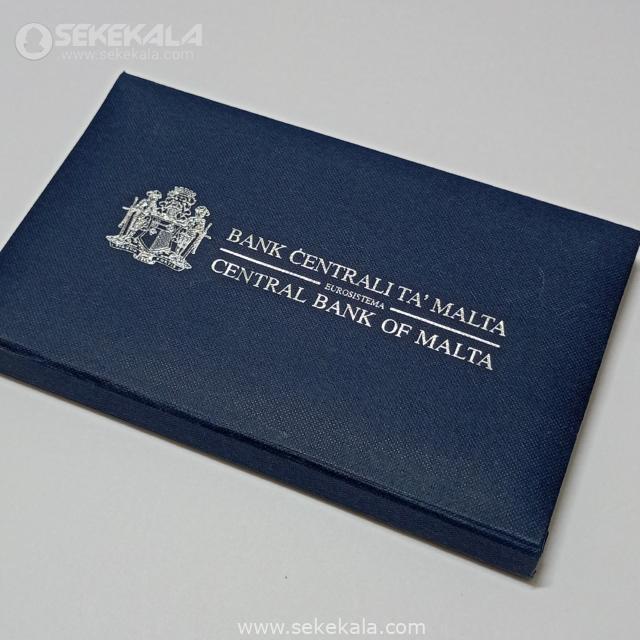 SEKEKALA
www.sekekala.com
BANK ĊENTRALI TA' MALTA
EUROSISTEMA
CENTRAL BANK OF MALTA
www.sekekala.com